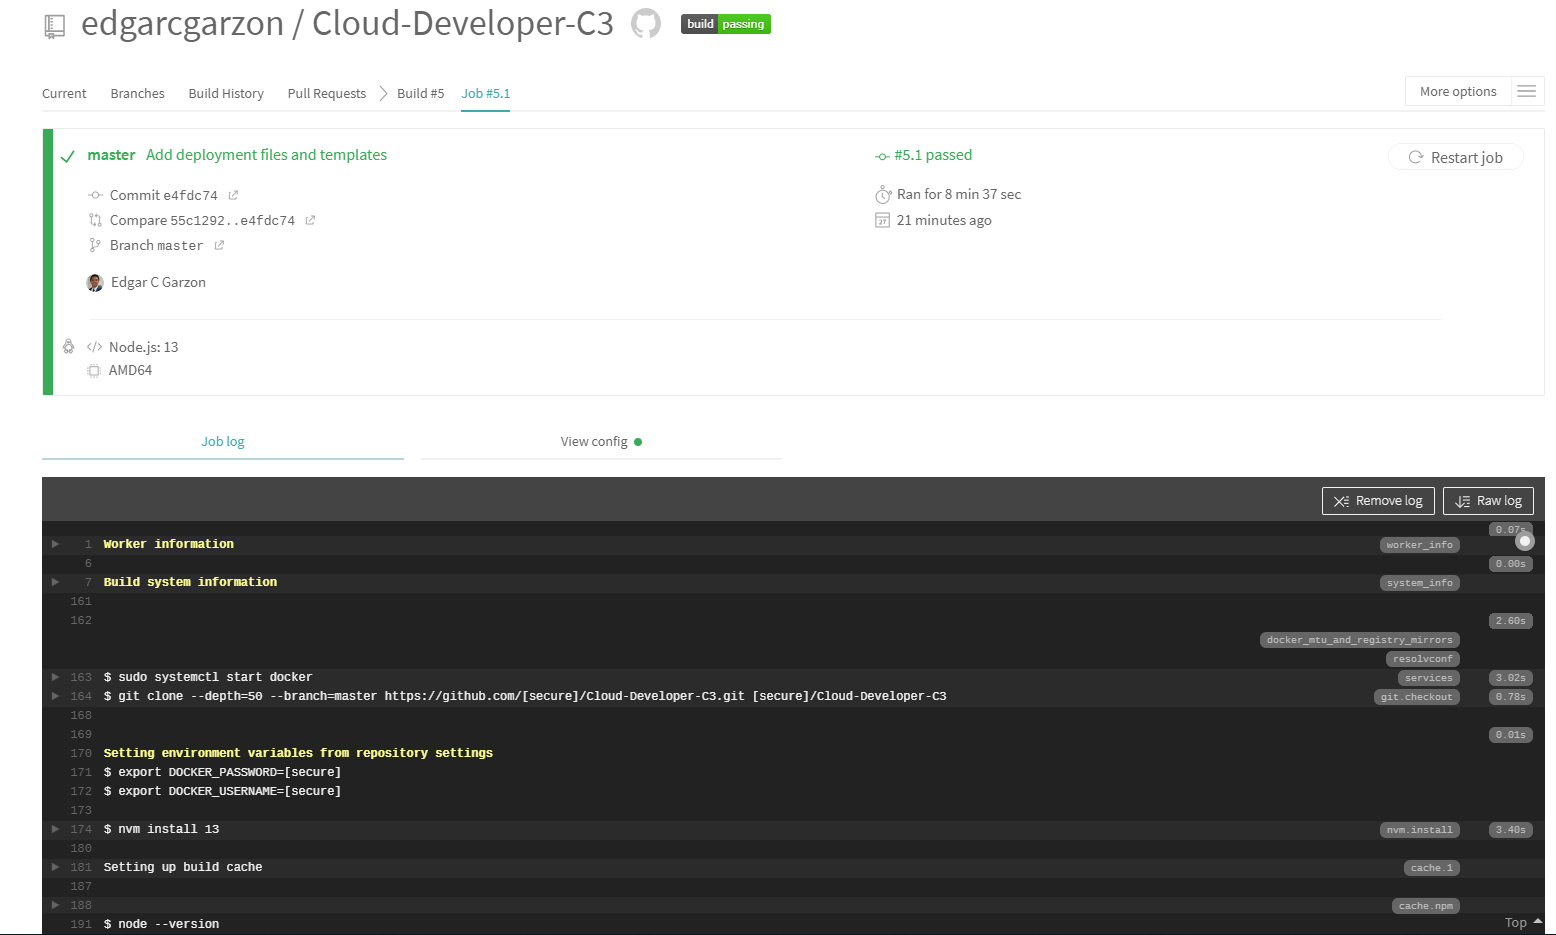 edgarcgarzon / Cloud-Developer-C3 build passing
Current Branches Build History Pull Requests Build #5 Job #5.1 More options
master Add deployment files and templates
Commit e4fdc74
Compare 55c1292..e4fdc74
Branch master
Edgar C Garzon
#5.1 passed
Ran for 8 min 37 sec
21 minutes ago
Restart job
Node.js: 13
AMD64
Job log View config
Remove log Raw log
0.07s
1 Worker information worker_info
6 0.00s
7 Build system information system_info
161
162 2.60s
docker_mtu_and_registry_mirrors
resolvconf
163 $ sudo systemctl start docker services 3.02s
164 $ git clone --depth=50 --branch=master https://github.com/[secure]/Cloud-Developer-C3.git [secure]/Cloud-Developer-C3 git.checkout 0.78s
168
169 0.01s
170 Setting environment variables from repository settings
171 $ export DOCKER_PASSWORD=[secure]
172 $ export DOCKER_USERNAME=[secure]
173
174 $ nvm install 13 nvm.install 3.40s
180
181 Setting up build cache cache.1
187
188 cache.npm
191 $ node --version
Top